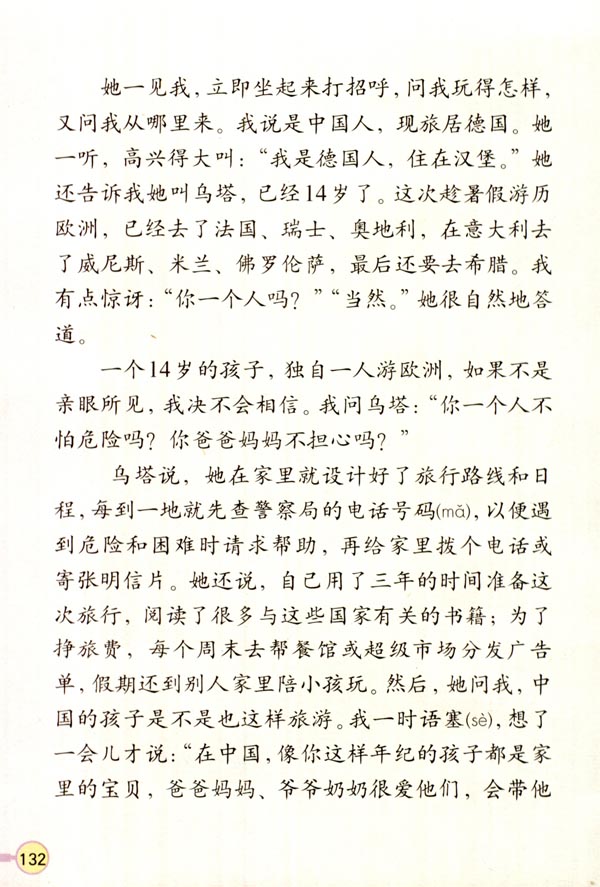 她一见我，立即坐起来打招呼，问我玩得怎样，
又问我从哪里来。我说是中国人，现旅居德国。她
一听，高兴得大叫：“我是德国人，住在汉堡。”她
还告诉我她叫乌塔，已经14岁了。这次趁暑假游历
欧洲，已经去了法国、瑞士、奥地利，在意大利去
了威尼斯、米兰、佛罗伦萨，最后还要去希腊。我
有点惊讶：“你一个人吗？”“当然。”她很自然地答
道。
一个14岁的孩子，独自一人游欧洲，如果不是
亲眼所见，我决不会相信。我问乌塔：“你一个人不
怕危险吗？你爸爸妈妈不担心吗？”
乌塔说，她在家里就设计好了旅行路线和日
程，每到一地就先查警察局的电话号码(mǎ)，以便遇
到危险和困难时请求帮助，再给家里拨个电话或
寄张明信片。她还说，自己用了三年的时间准备这
次旅行，阅读了很多与这些国家有关的书籍；为了
挣旅费，每个周末去帮餐馆或超级市场分发广告
单，假期还到别人家里陪小孩玩。然后，她问我，中
国的孩子是不是也这样旅游。我一时语塞(sè)，想了
一会儿才说：“在中国，像你这样年纪的孩子都是家
里的宝贝，爸爸妈妈、爷爷奶奶很爱他们，会带他
132